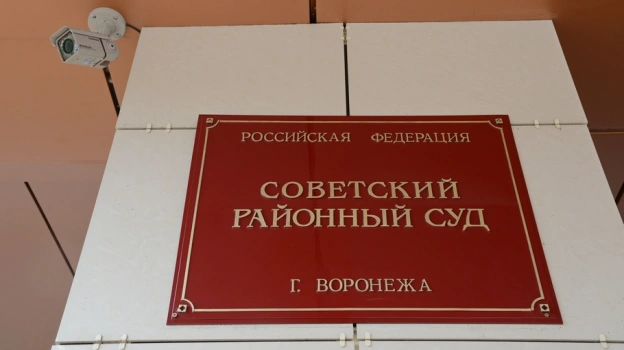 РОССИЙСКАЯ ФЕДЕРАЦИЯ
СОВЕТСКИЙ
РАЙОННЫЙ СУД
Г. ВОРОНЕЖА